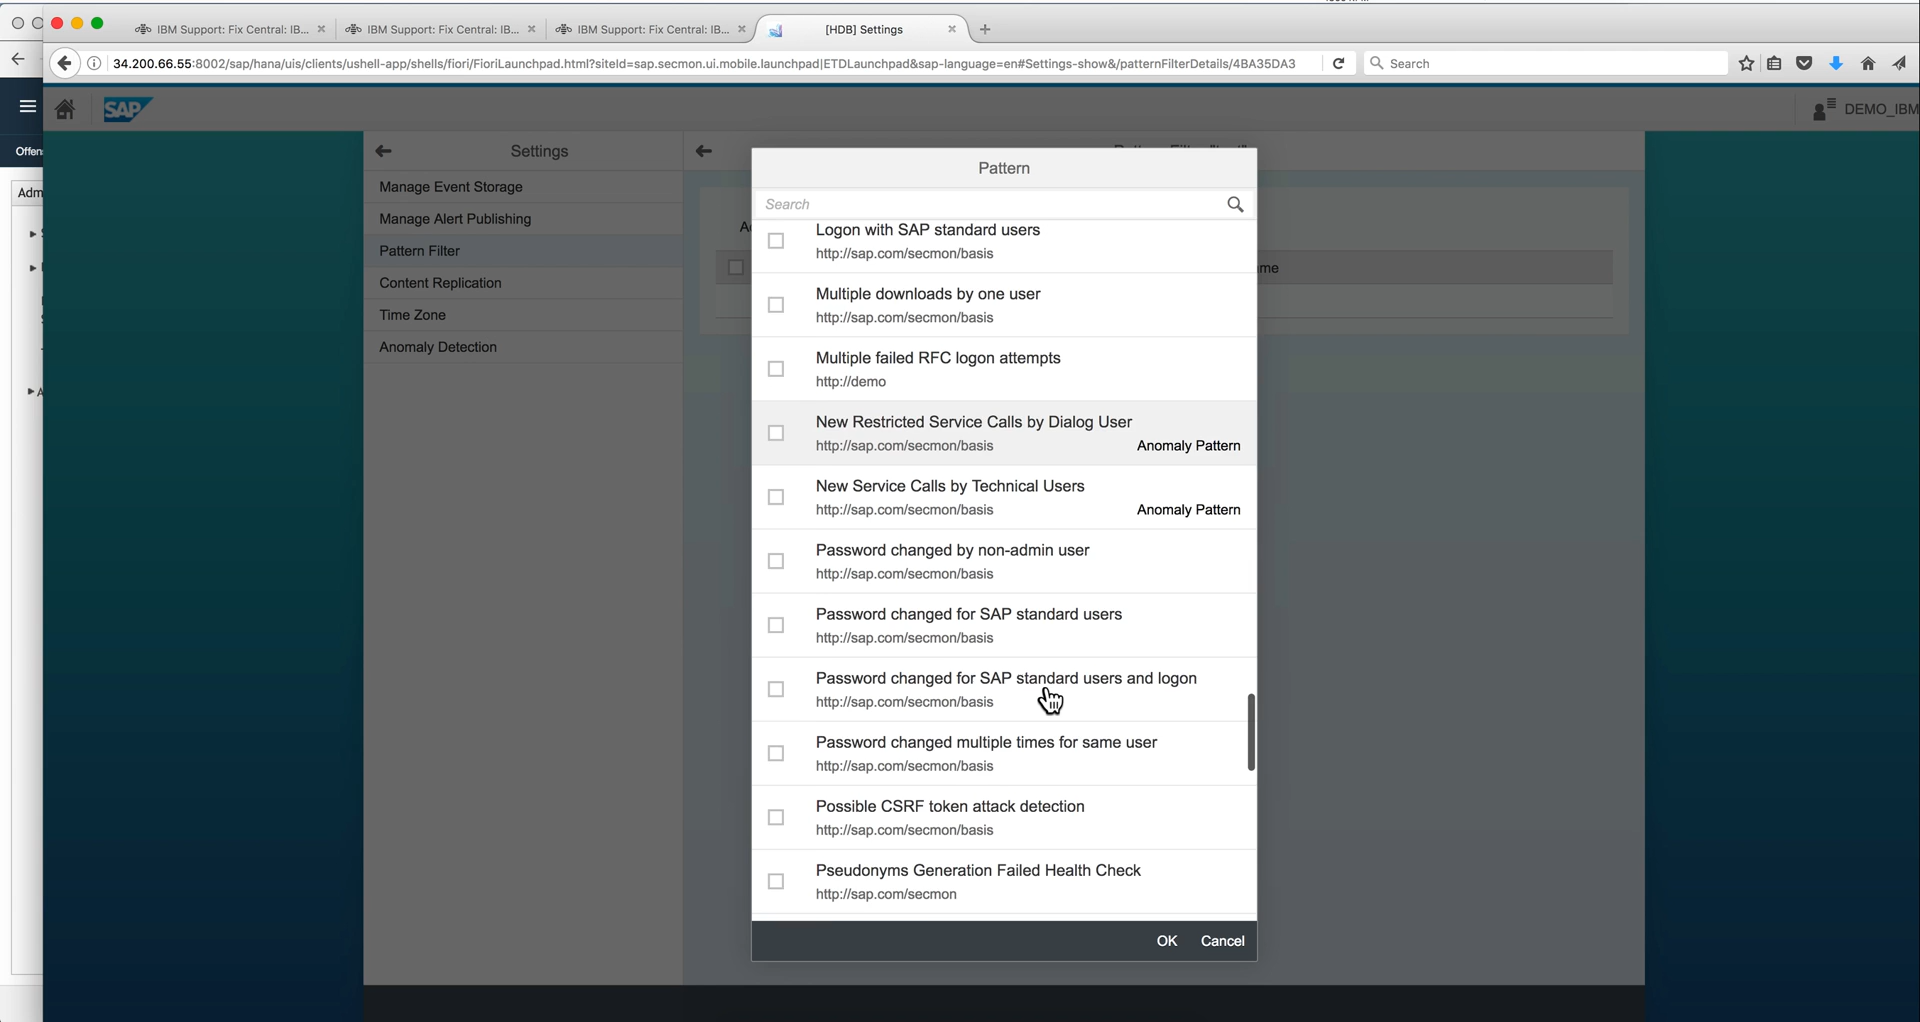 IBM Support: Fix Central: IB...
IBM Support: Fix Central: IB...
IBM Support: Fix Central: IB...
[HDB] Settings
34.200.66.55:8002/sap/hana/uis/clients/ushell-app/shells/fiori/FioriLaunchpad.html?siteId=sap.secmon.ui.mobile.launchpad|ETDLaunchpad&sap-language=en#Settings-show&/patternFilterDetails/4BA35DA3
Search
SAP
DEMO_IBM
Offen
Adm
Settings
Manage Event Storage
Manage Alert Publishing
Pattern Filter
Content Replication
Time Zone
Anomaly Detection
Pattern
Search
Logon with SAP standard users
http://sap.com/secmon/basis
Multiple downloads by one user
http://sap.com/secmon/basis
Multiple failed RFC logon attempts
http://demo
New Restricted Service Calls by Dialog User
http://sap.com/secmon/basis
Anomaly Pattern
New Service Calls by Technical Users
http://sap.com/secmon/basis
Anomaly Pattern
Password changed by non-admin user
http://sap.com/secmon/basis
Password changed for SAP standard users
http://sap.com/secmon/basis
Password changed for SAP standard users and logon
http://sap.com/secmon/basis
Password changed multiple times for same user
http://sap.com/secmon/basis
Possible CSRF token attack detection
http://sap.com/secmon/basis
Pseudonyms Generation Failed Health Check
http://sap.com/secmon
OK
Cancel